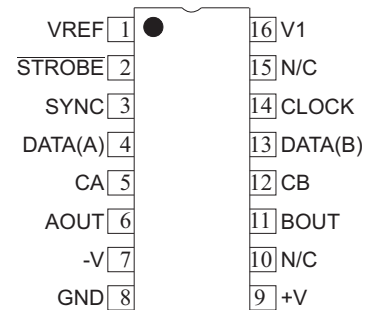 VREF 1 16 V1
STROBE 2 15 N/C
SYNC 3 14 CLOCK
DATA(A) 4 13 DATA(B)
CA 5 12 CB
AOUT 6 11 BOUT
-V 7 10 N/C
GND 8 9 +V